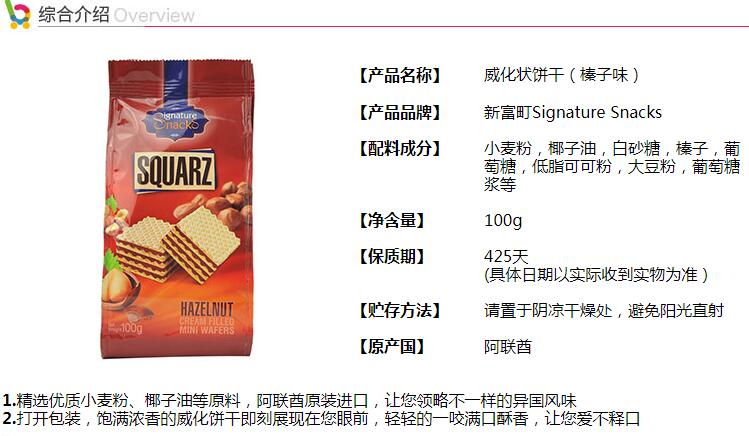 综合介绍 Overview
Signature
Snacks
SQUARZ
HAZELNUT
CREAM FILLED
MINI WAFERS
100g
【产品名称】 威化状饼干（榛子味）
【产品品牌】 新富町Signature Snacks
【配料成分】 小麦粉，椰子油，白砂糖，榛子，葡
萄糖，低脂可可粉，大豆粉，葡萄糖
浆等
【净含量】 100g
【保质期】 425天
(具体日期以实际收到实物为准）
【贮存方法】 请置于阴凉干燥处，避免阳光直射
【原产国】 阿联酋
1.精选优质小麦粉、椰子油等原料，阿联酋原装进口，让您领略不一样的异国风味
2.打开包装，饱满浓香的威化饼干即刻展现在您眼前，轻轻的一咬满口酥香，让您爱不释口